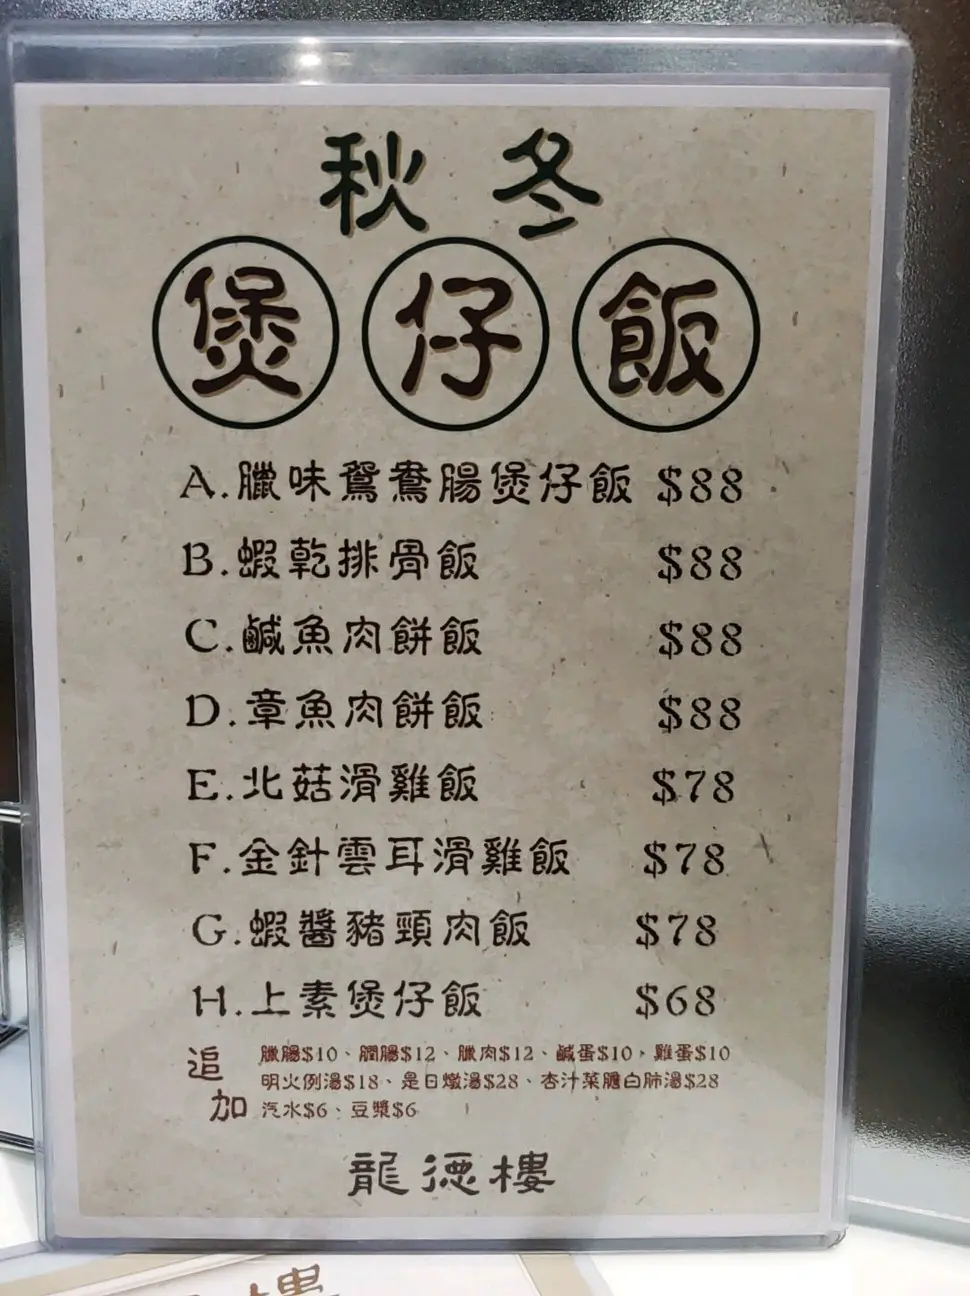 秋冬
煲仔飯
A.臘味鴛鴦腸煲仔飯 $88
B.蝦乾排骨飯 $88
C.鹹魚肉餅飯 $88
D.章魚肉餅飯 $88
E.北菇滑雞飯 $78
F.金針雲耳滑雞飯 $78
G.蝦醬豬頸肉飯 $78
H.上素煲仔飯 $68
追加
臘腸$10、膶腸$12、臘肉$12、鹹蛋$10、雞蛋$10
明火例湯$18、是日燉湯$28、杏汁菜膽白肺湯$28
汽水$6、豆漿$6
龍德樓
樓